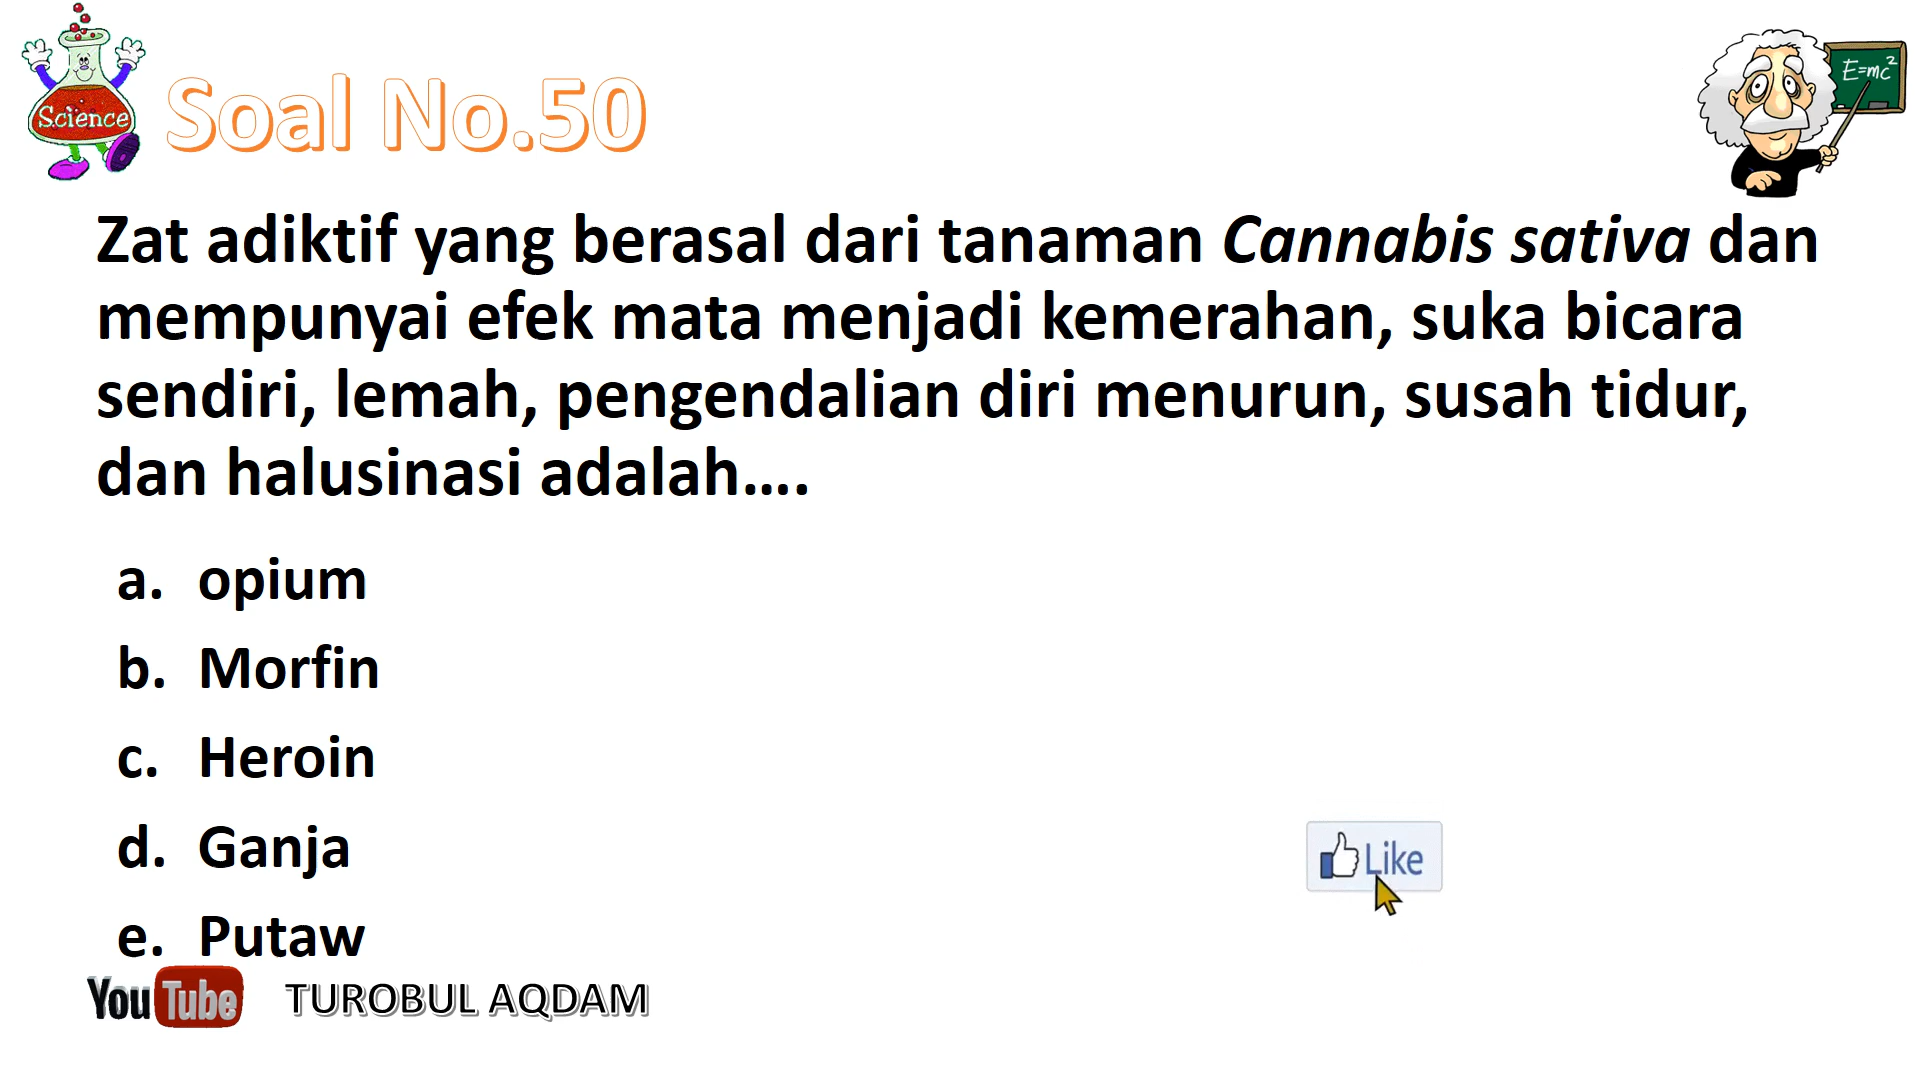 Science
Soal No.50
E=mc²
Zat adiktif yang berasal dari tanaman Cannabis sativa dan
mempunyai efek mata menjadi kemerahan, suka bicara
sendiri, lemah, pengendalian diri menurun, susah tidur,
dan halusinasi adalah....
a. opium
b. Morfin
c. Heroin
d. Ganja
e. Putaw
Like
YouTube TUROBUL AQDAM